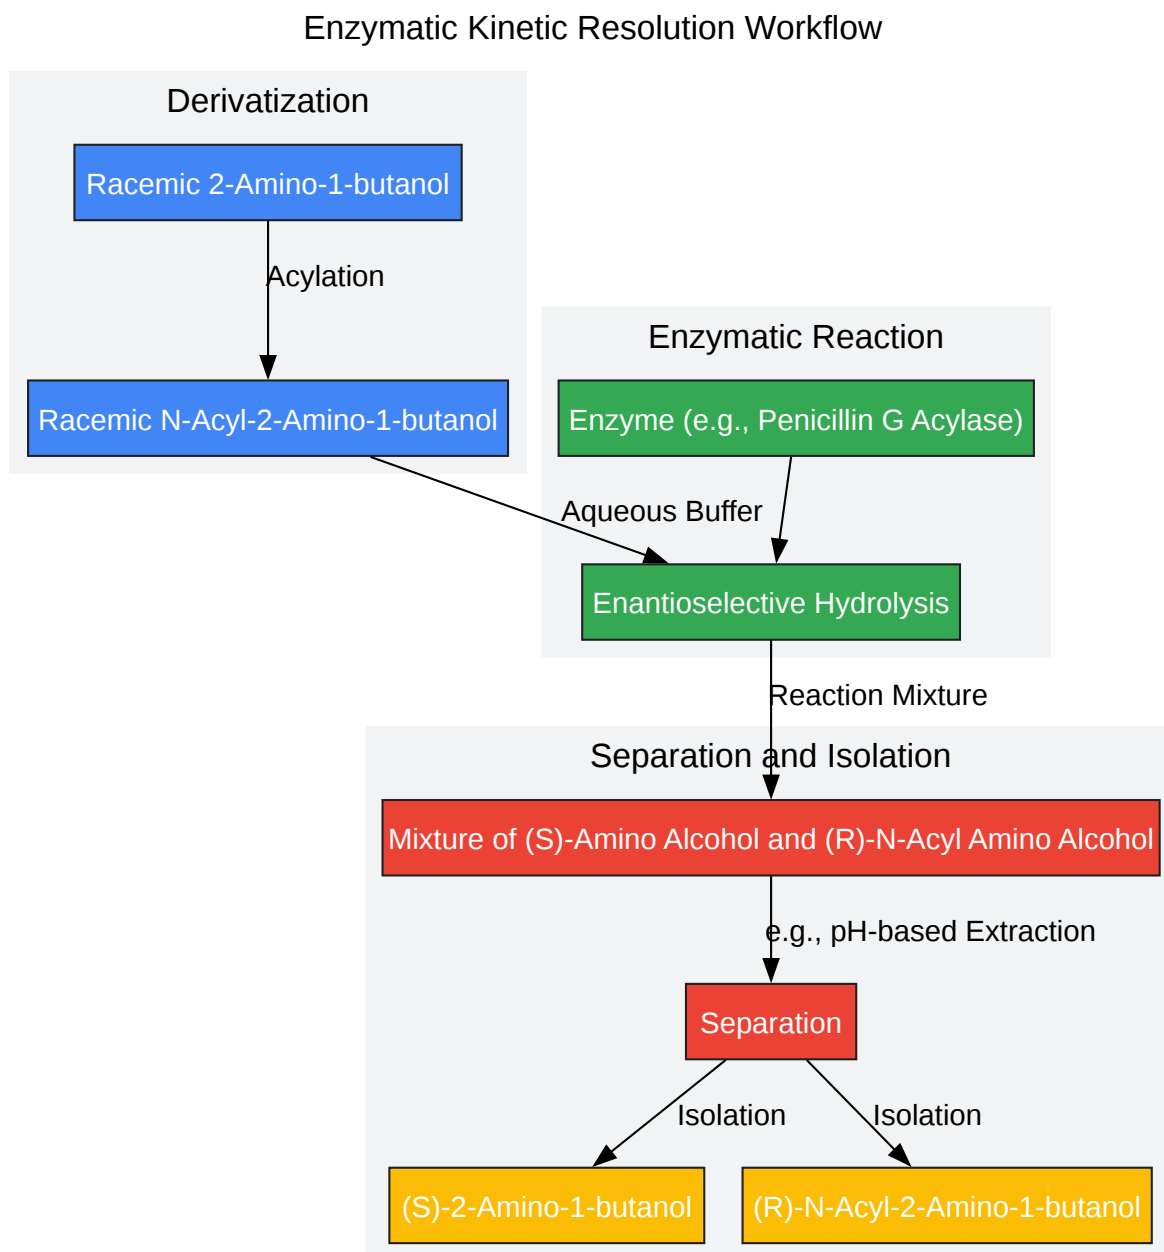 Enzymatic Kinetic Resolution Workflow
Derivatization
Racemic 2-Amino-1-butanol
Acylation
Racemic N-Acyl-2-Amino-1-butanol
Enzymatic Reaction
Enzyme (e.g., Penicillin G Acylase)
Aqueous Buffer
Enantioselective Hydrolysis
Reaction Mixture
Separation and Isolation
Mixture of (S)-Amino Alcohol and (R)-N-Acyl Amino Alcohol
e.g., pH-based Extraction
Separation
Isolation
Isolation
(S)-2-Amino-1-butanol
(R)-N-Acyl-2-Amino-1-butanol